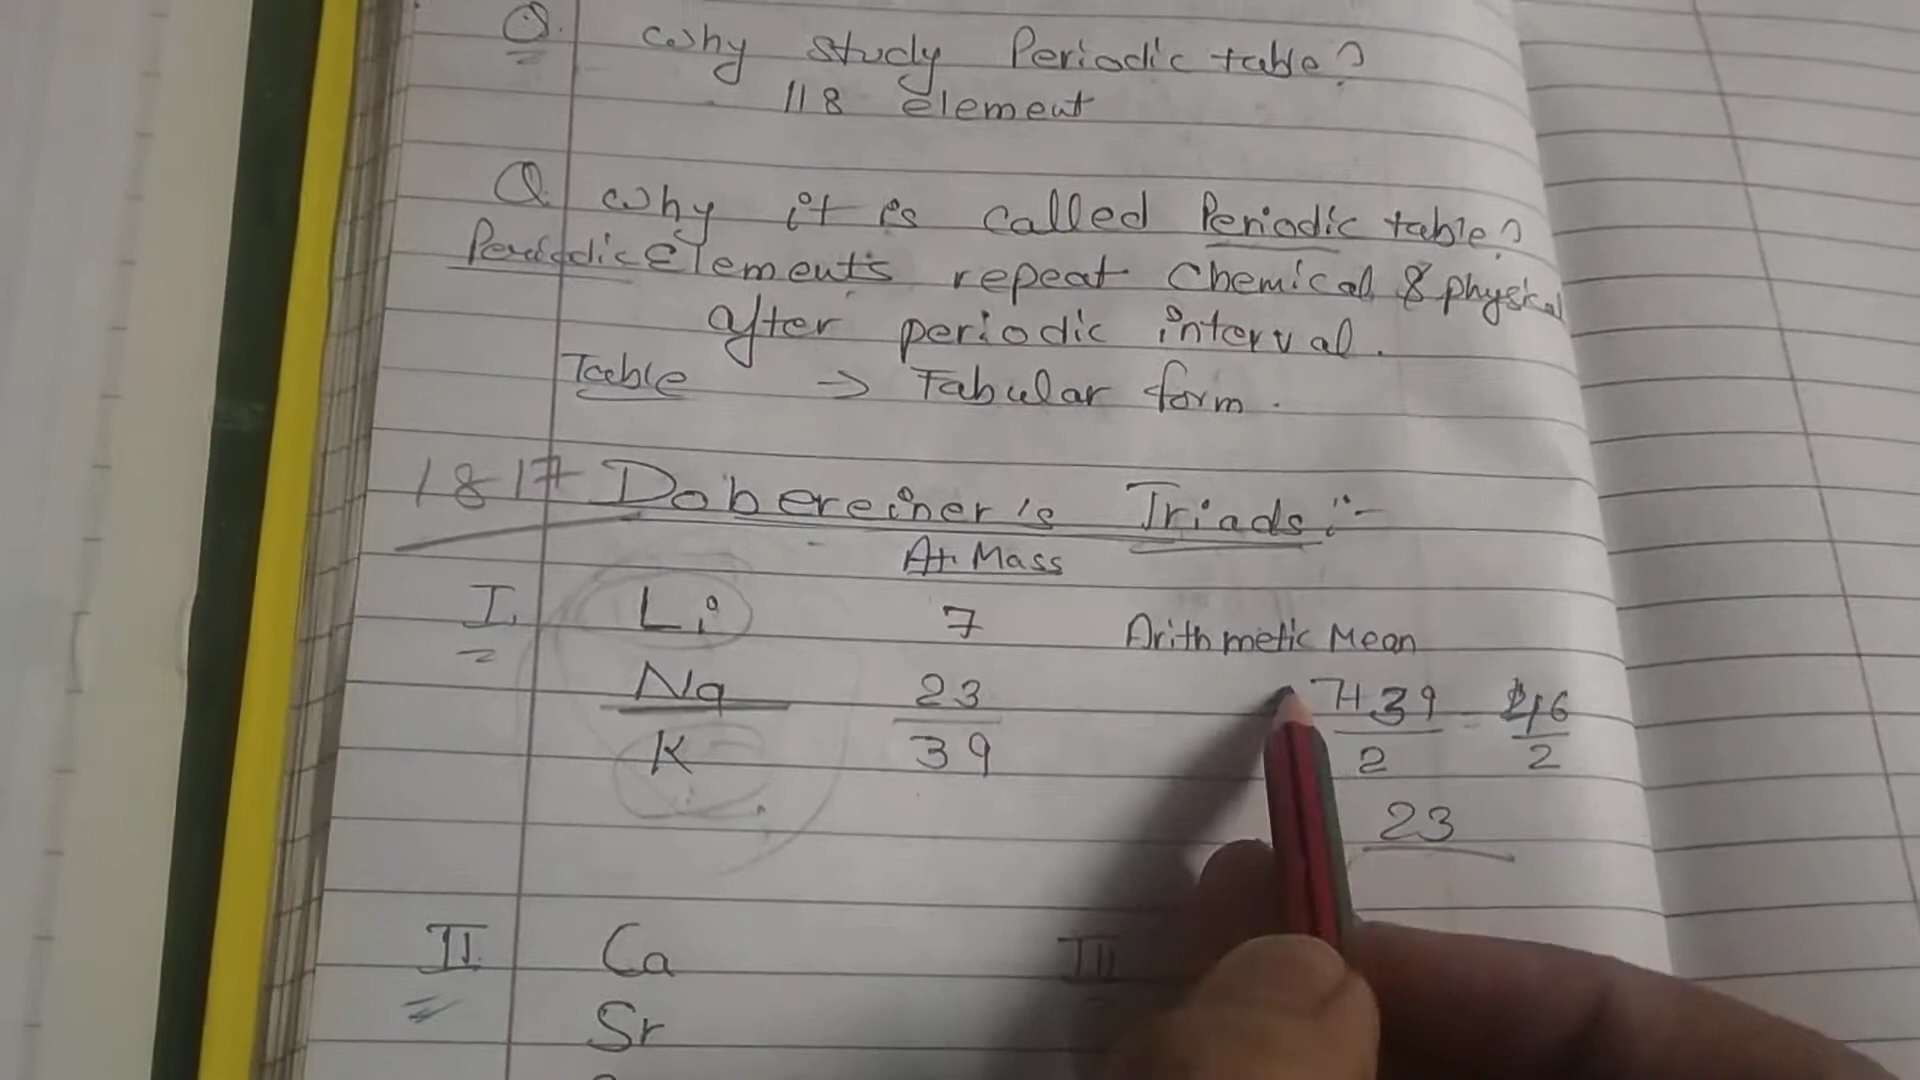 Q. Why study Periodic table?
118 element
Q Why it is called Periodic table?
Periodic Elements repeat Chemical & physical
after periodic interval.
Table → Tabular form.
1817 Dobereiner's Triads:-
At. Mass
I. Li 7 Arithmetic Mean
Na 23 7+39/2 = 46/2
K 39
23
II Ca III
Sr